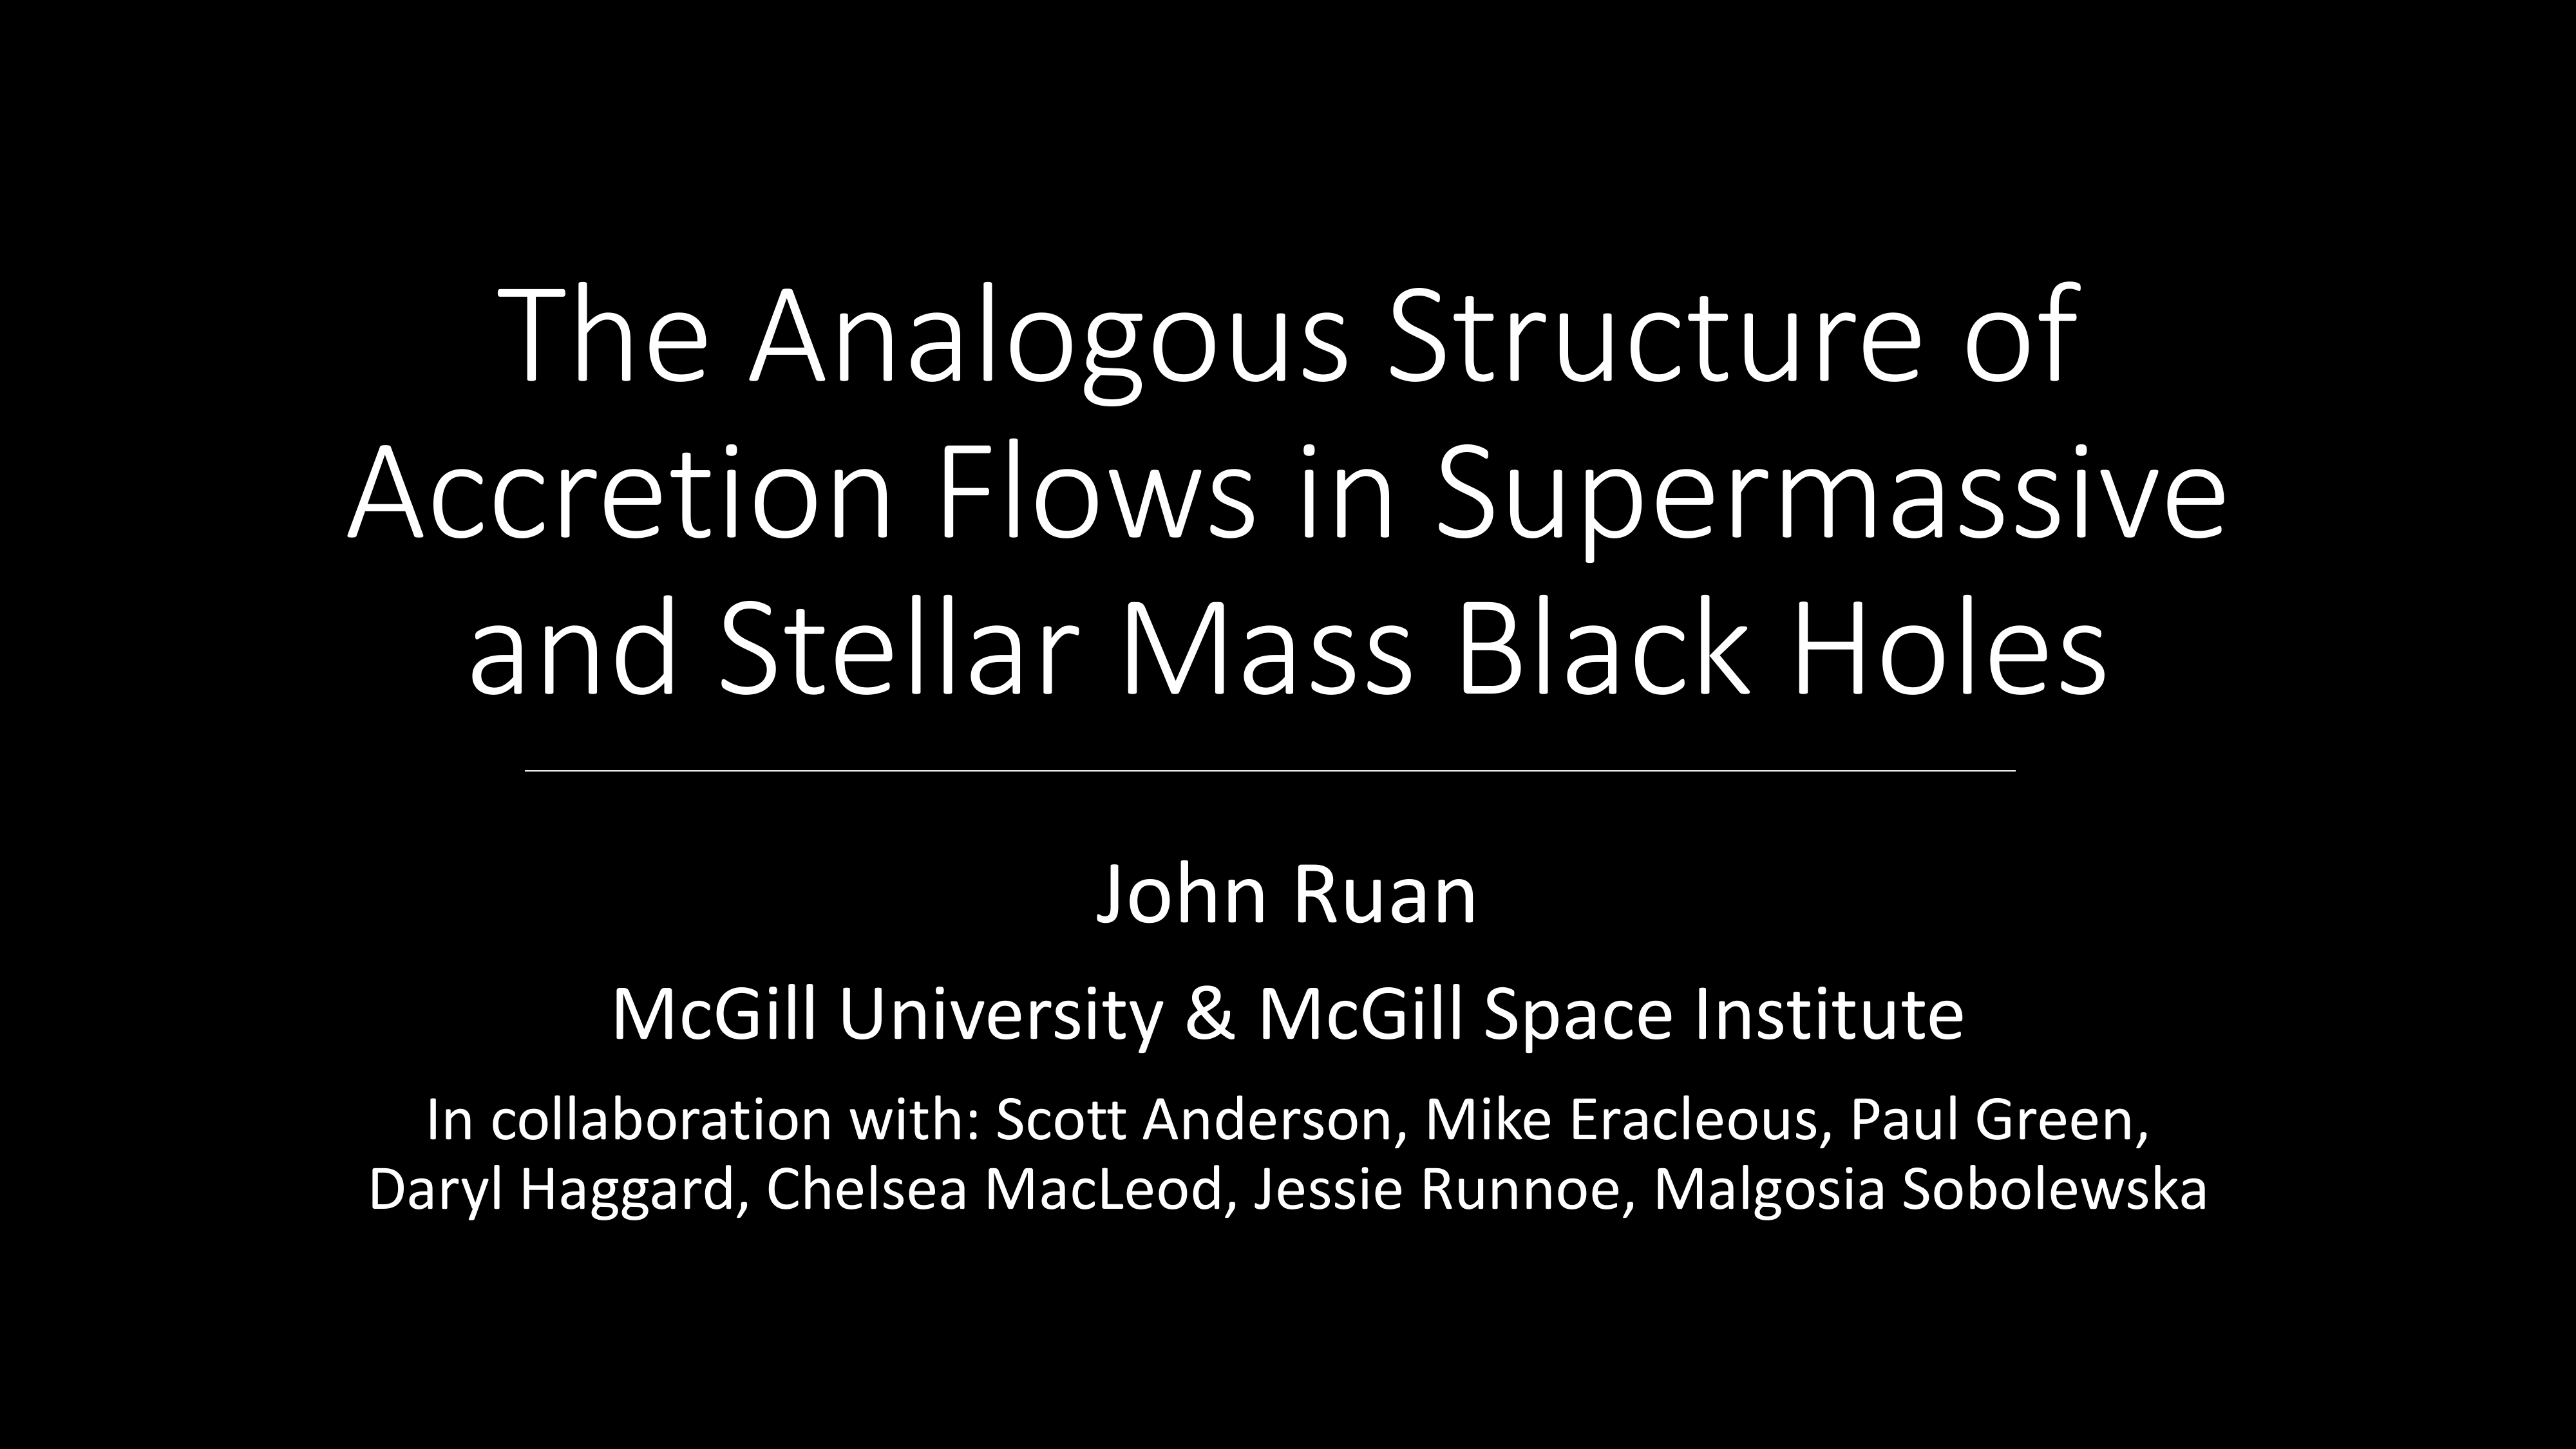 The Analogous Structure of
Accretion Flows in Supermassive
and Stellar Mass Black Holes
John Ruan
McGill University & McGill Space Institute
In collaboration with: Scott Anderson, Mike Eracleous, Paul Green,
Daryl Haggard, Chelsea MacLeod, Jessie Runnoe, Malgosia Sobolewska